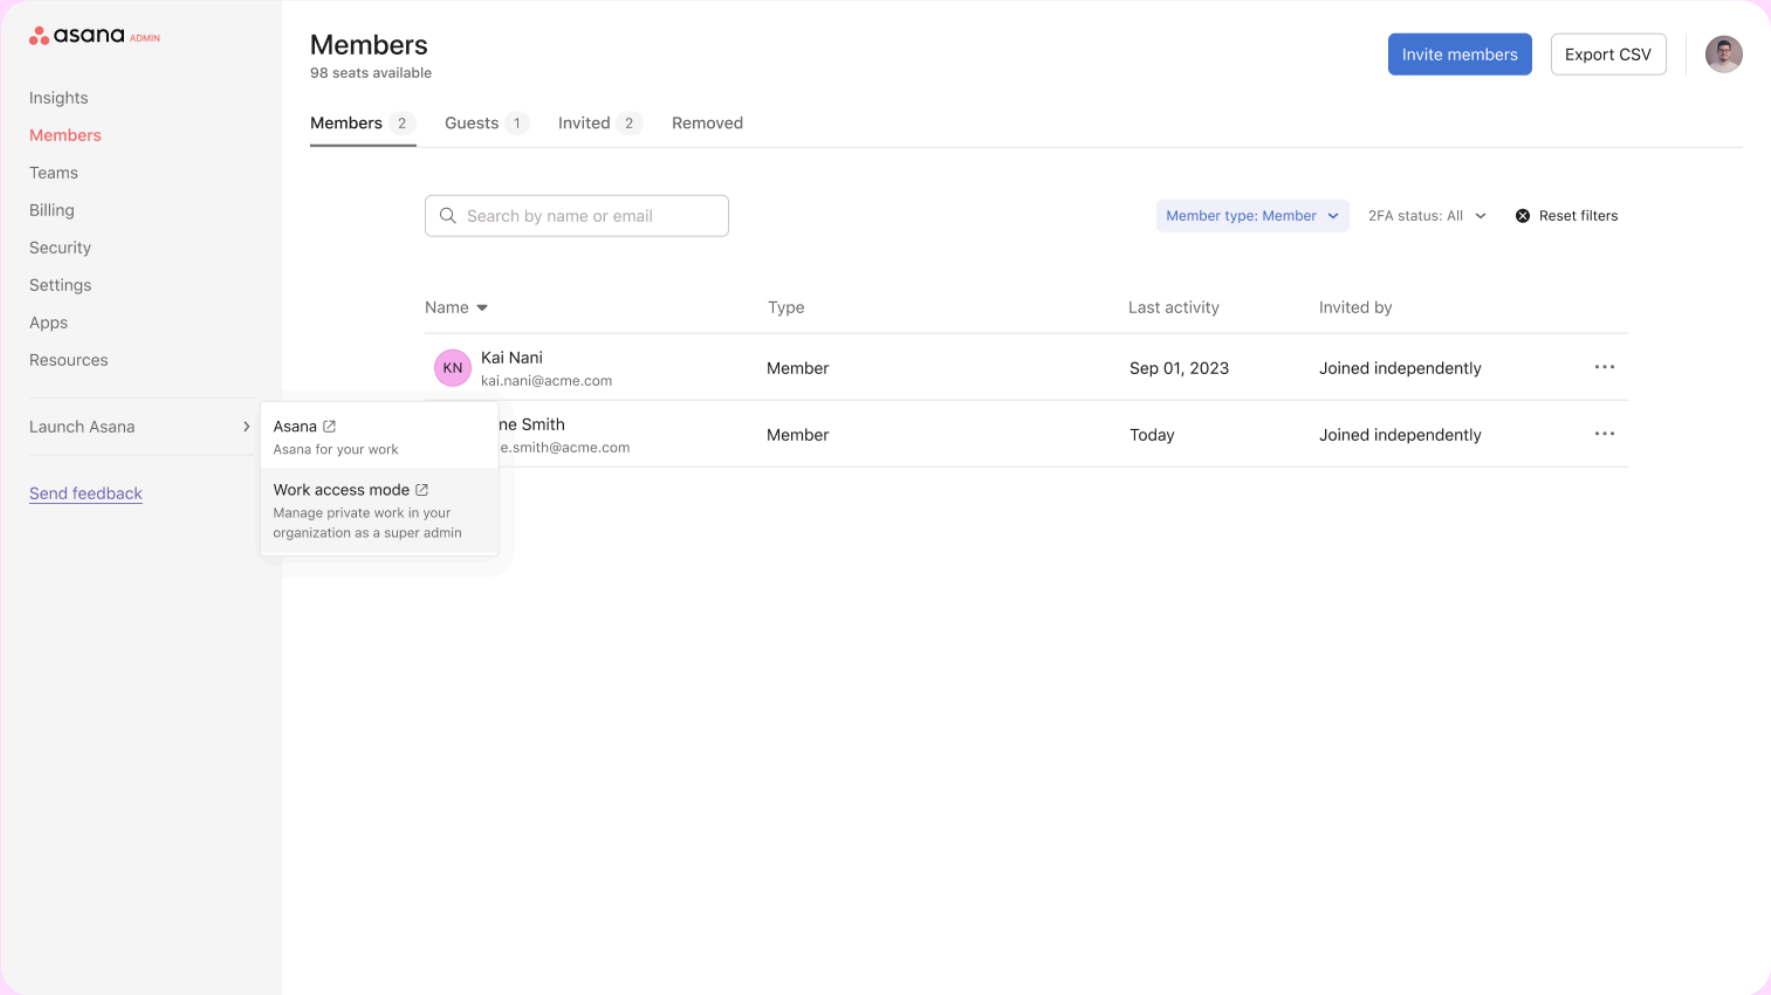 asana ADMIN
Insights
Members
Teams
Billing
Security
Settings
Apps
Resources
Launch Asana
Send feedback
Members
98 seats available
Invite members
Export CSV
Members 2
Guests 1
Invited 2
Removed
Search by name or email
Member type: Member
2FA status: All
Reset filters
Name
Type
Last activity
Invited by
KN
Kai Nani
kai.nani@acme.com
Member
Sep 01, 2023
Joined independently
ne Smith
e.smith@acme.com
Member
Today
Joined independently
Asana
Asana for your work
Work access mode
Manage private work in your
organization as a super admin